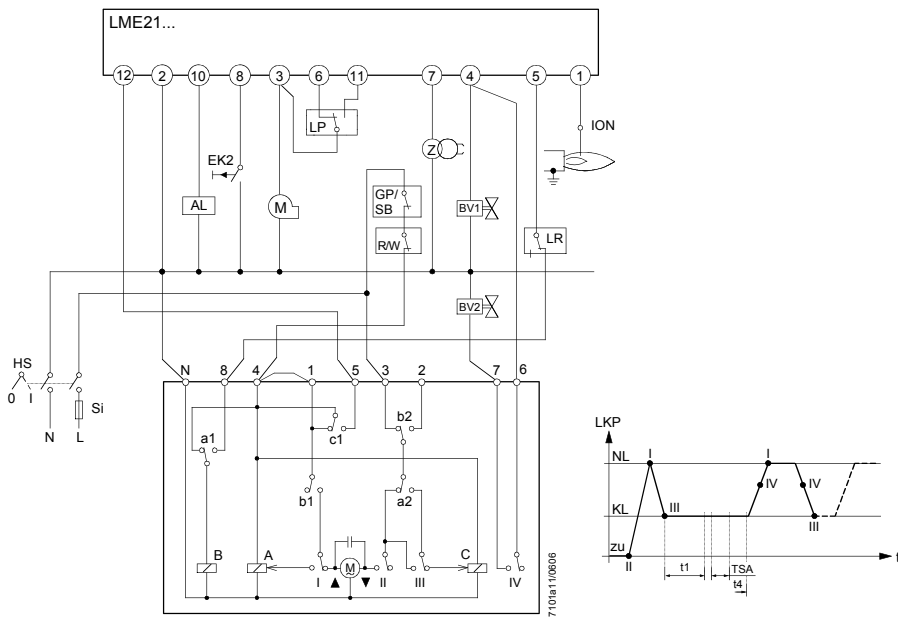 LME21...
12 2 10 8 3 6 11 7 4 5 1
LP
ION
EK2
Z
AL
M
GP/
SB
BV1
R/W
LR
BV2
HS
0 I
Si
N L
N 8 4 1 5 3 2 7 6
a1
c1
b2
b1
a2
B A I M ~ II III C IV
7101a11/0606
LKP
NL
I I
IV IV
KL
III III
zu
II
t1 TSA
t4
t